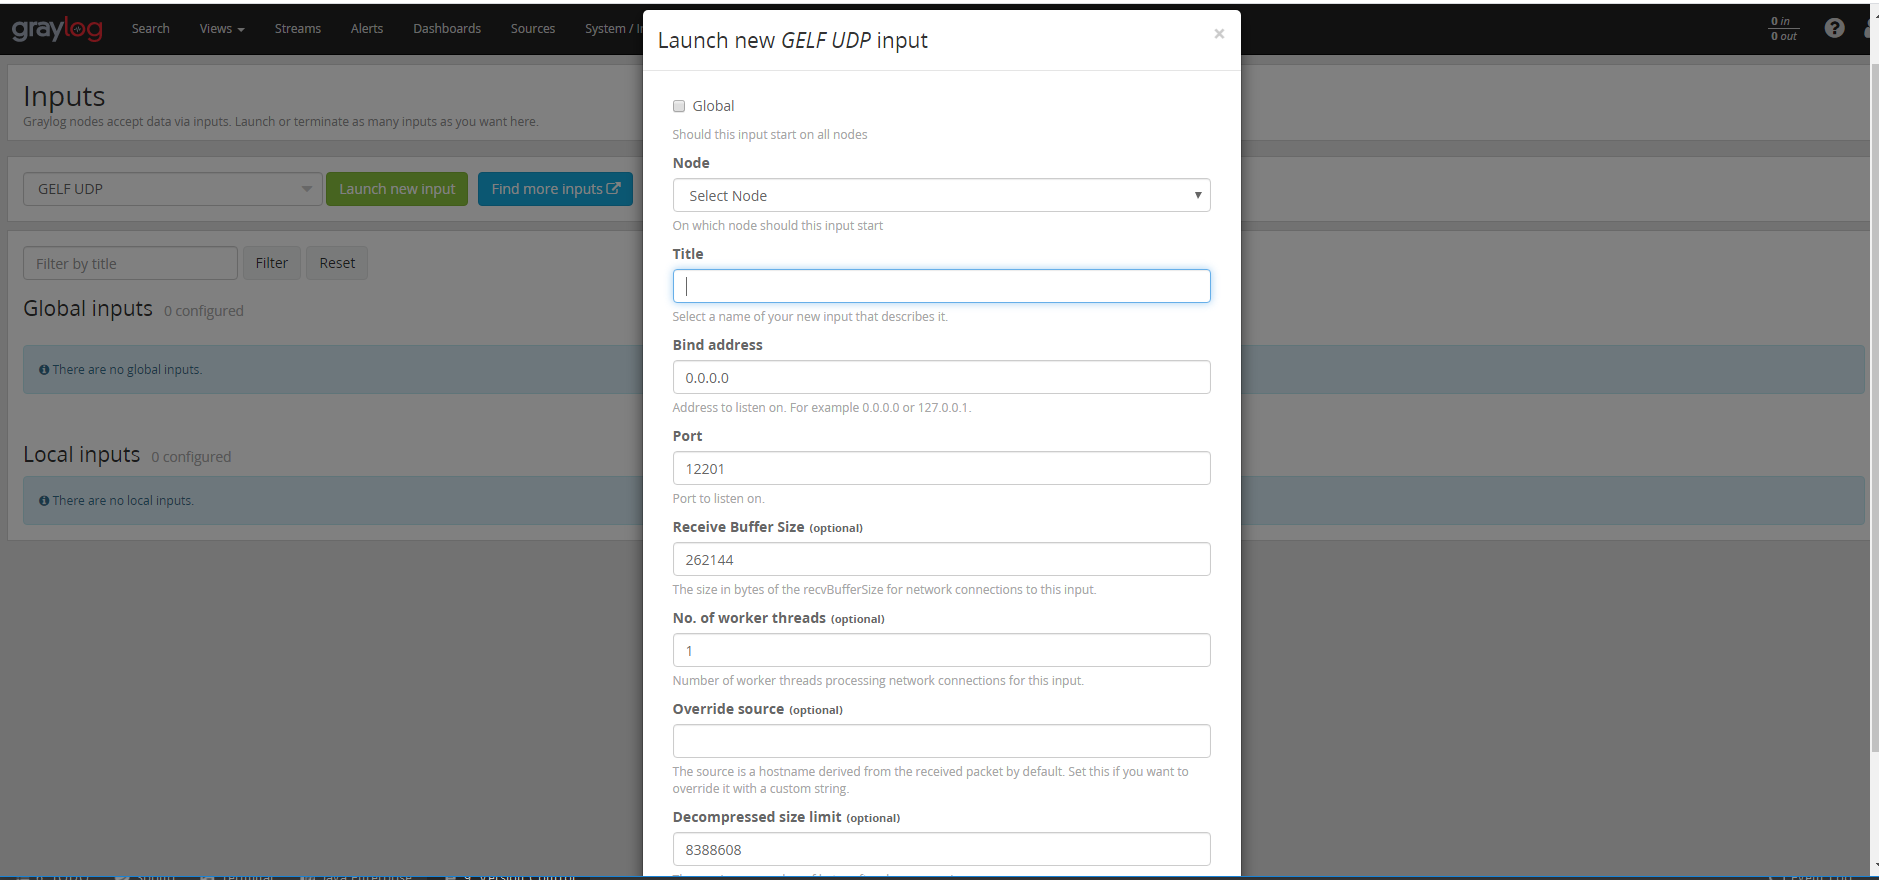 graylog
Search
Views
Streams
Alerts
Dashboards
Sources
System / I
0 in
0 out
Launch new GELF UDP input
×
Inputs
Graylog nodes accept data via inputs. Launch or terminate as many inputs as you want here.
GELF UDP
Launch new input
Find more inputs
Filter by title
Filter
Reset
Global inputs 0 configured
There are no global inputs.
Local inputs 0 configured
There are no local inputs.
Global
Should this input start on all nodes
Node
Select Node
On which node should this input start
Title
Select a name of your new input that describes it.
Bind address
0.0.0.0
Address to listen on. For example 0.0.0.0 or 127.0.0.1.
Port
12201
Port to listen on.
Receive Buffer Size (optional)
262144
The size in bytes of the recvBufferSize for network connections to this input.
No. of worker threads (optional)
1
Number of worker threads processing network connections for this input.
Override source (optional)
The source is a hostname derived from the received packet by default. Set this if you want to
override it with a custom string.
Decompressed size limit (optional)
8388608